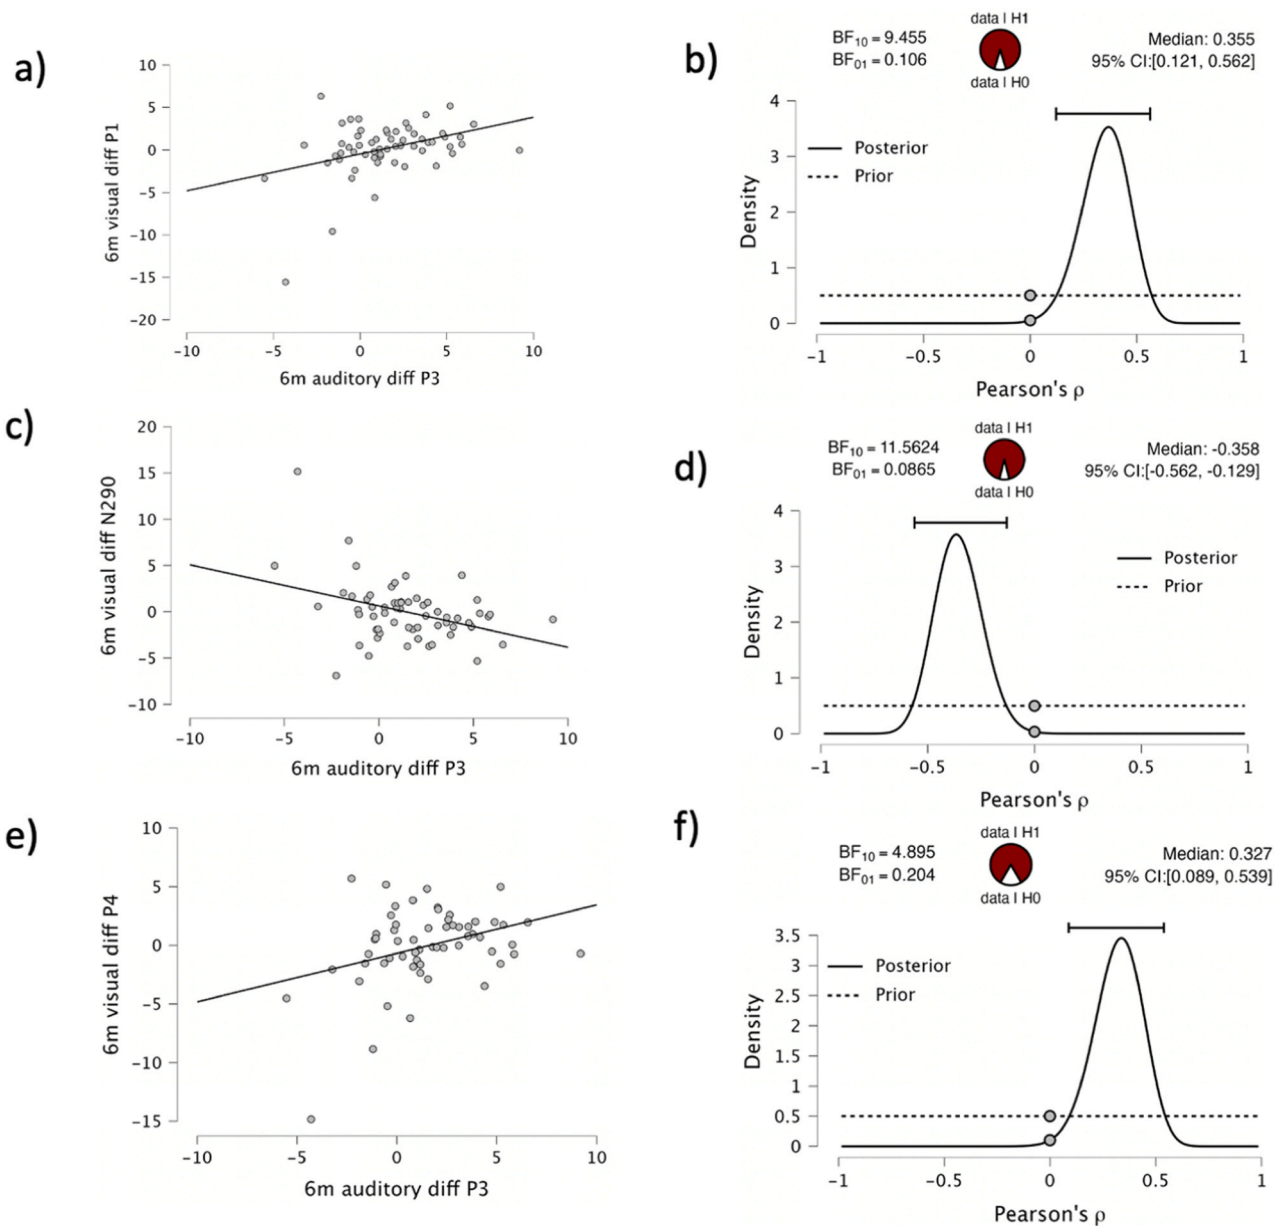 a)
10
5
0
−5
−10
−15
−20
6m visual diff P1
−10 −5 0 5 10
6m auditory diff P3
b)
BF10 = 9.455
BF01 = 0.106
data | H1
data | H0
Median: 0.355
95% CI:[0.121, 0.562]
4
3
2
1
0
Density
Posterior
Prior
−1 −0.5 0 0.5 1
Pearson's ρ
c)
20
15
10
5
0
−5
−10
6m visual diff N290
−10 −5 0 5 10
6m auditory diff P3
d)
BF10 = 11.5624
BF01 = 0.0865
data | H1
data | H0
Median: -0.358
95% CI:[-0.562, -0.129]
4
3
2
1
0
Density
Posterior
Prior
−1 −0.5 0 0.5 1
Pearson's ρ
e)
10
5
0
−5
−10
−15
6m visual diff P4
−10 −5 0 5 10
6m auditory diff P3
f)
BF10 = 4.895
BF01 = 0.204
data | H1
data | H0
Median: 0.327
95% CI:[0.089, 0.539]
3.5
3
2.5
2
1.5
1
0.5
0
Density
Posterior
Prior
−1 −0.5 0 0.5 1
Pearson's ρ